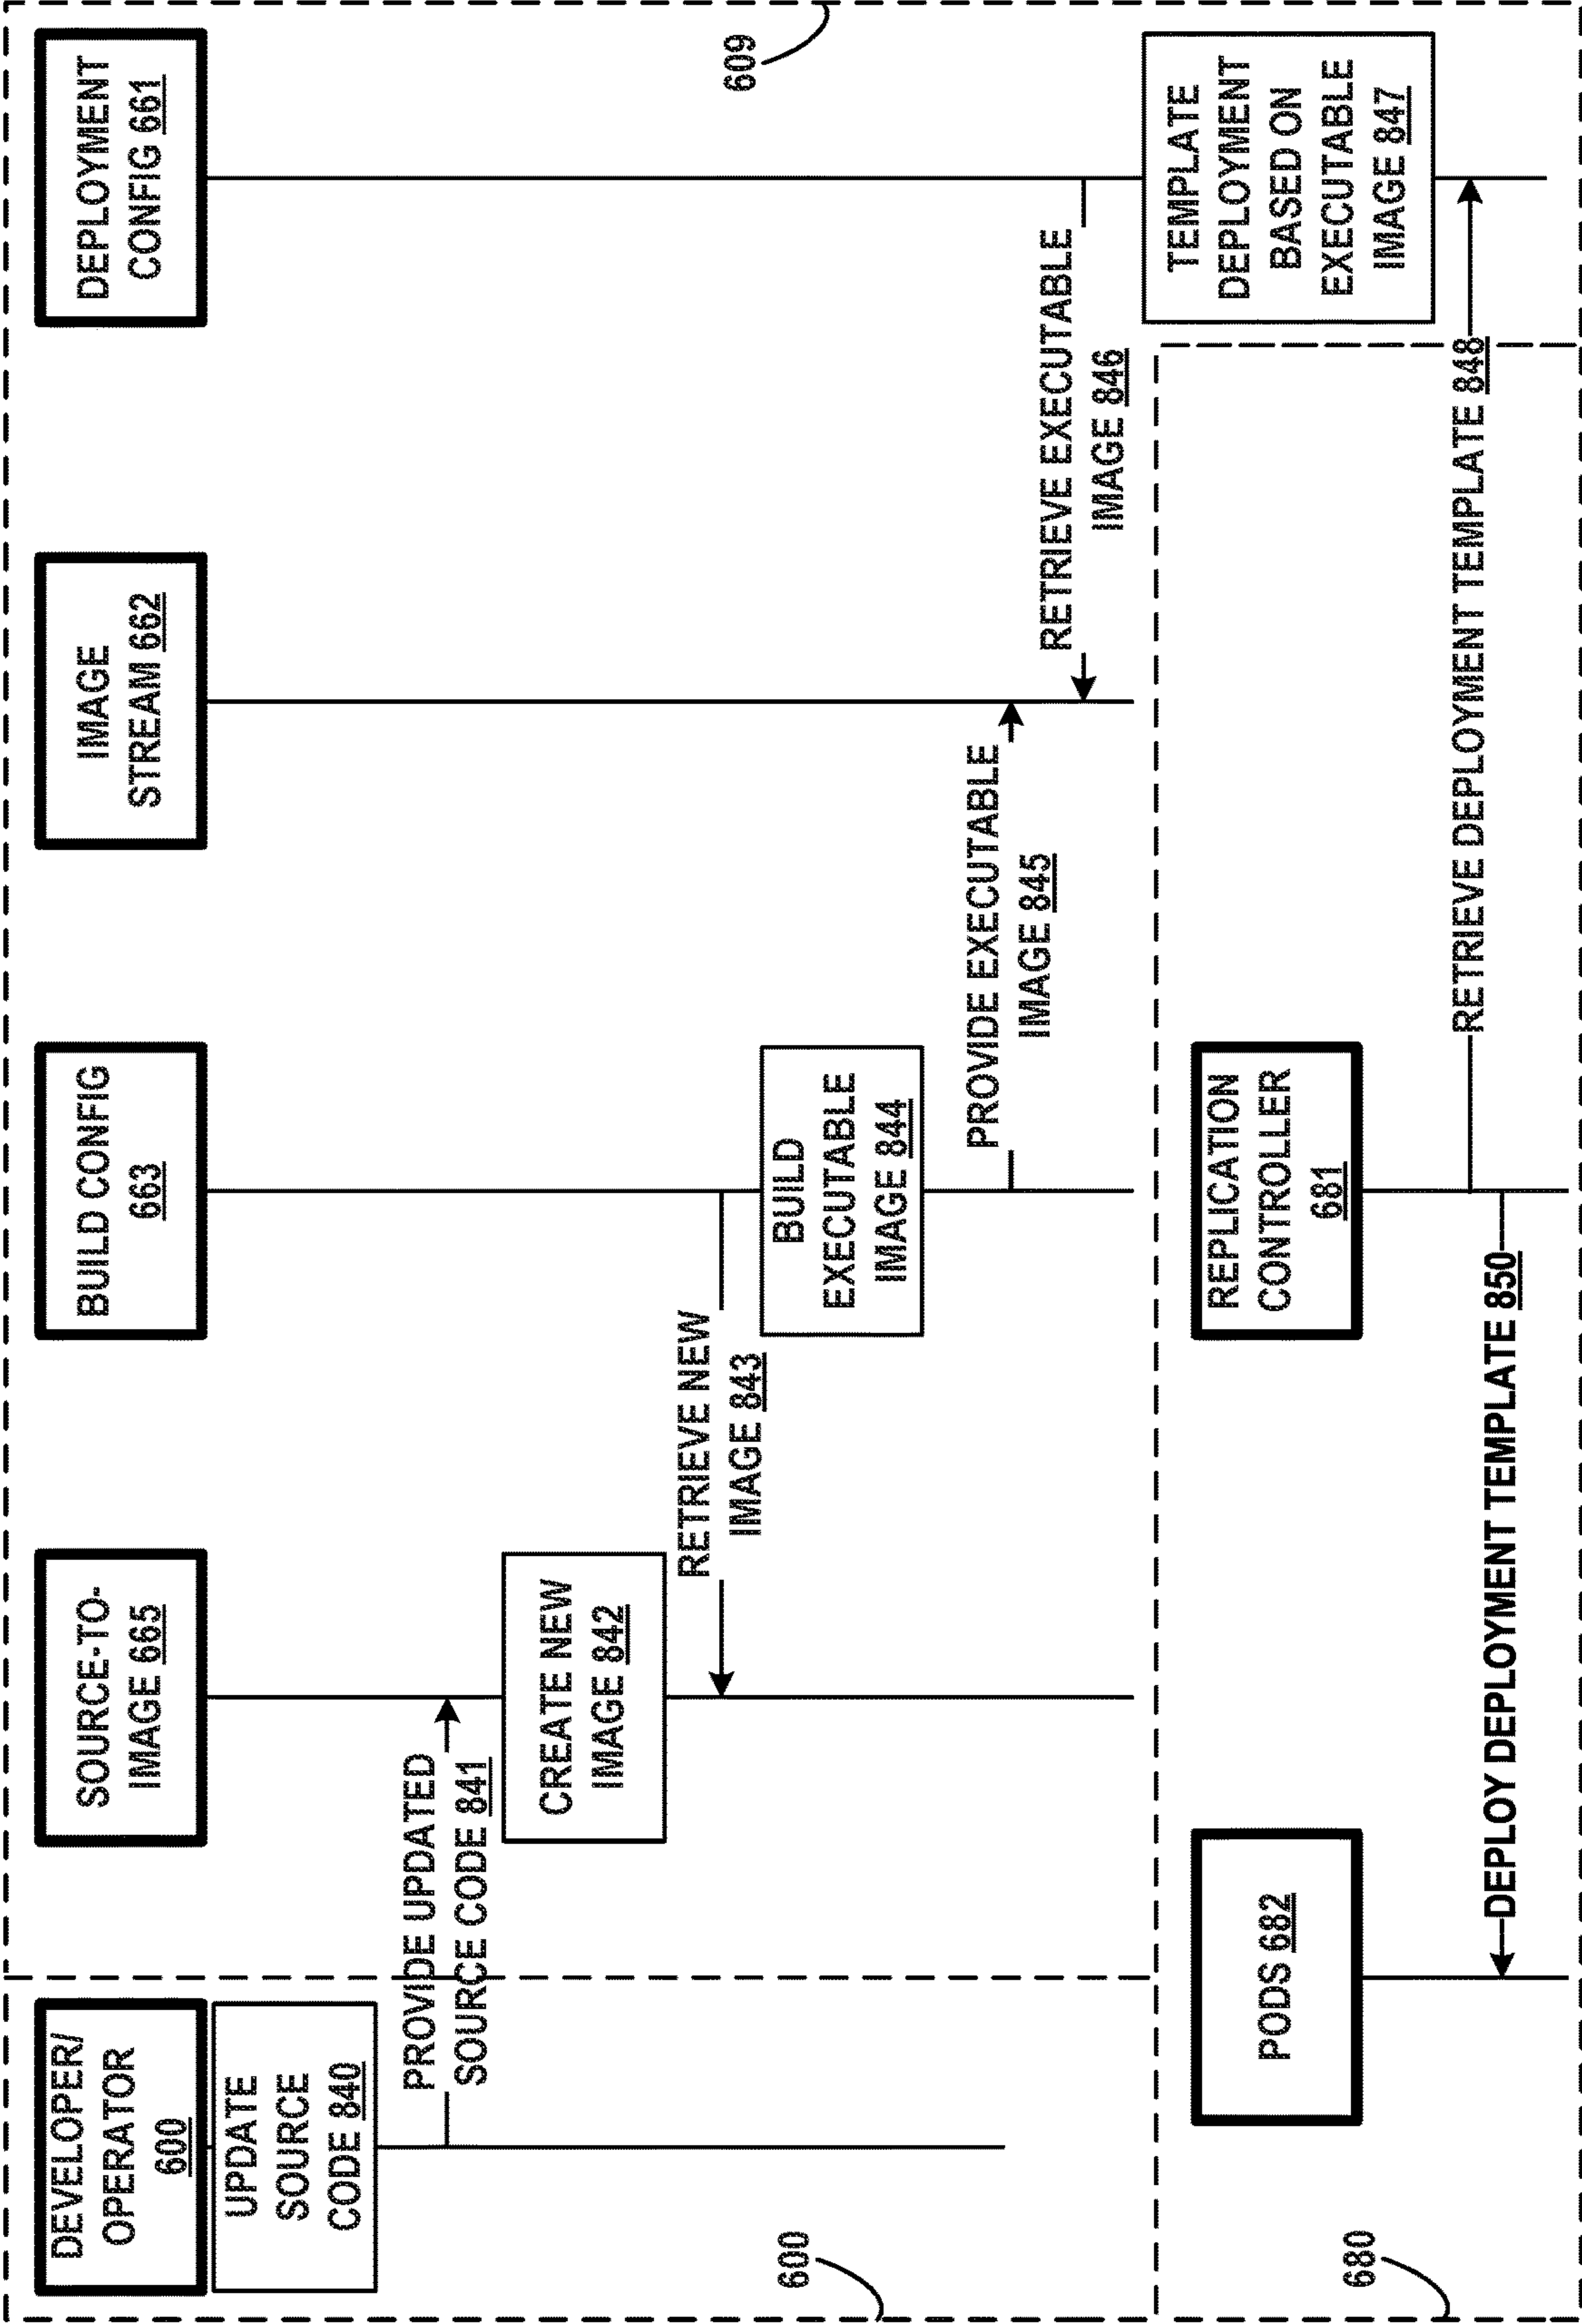 DEVELOPER/
OPERATOR
600
SOURCE-TO-
IMAGE 665
BUILD CONFIG
663
IMAGE
STREAM 662
DEPLOYMENT
CONFIG 661
UPDATE
SOURCE
CODE 840
PROVIDE UPDATED
SOURCE CODE 841
CREATE NEW
IMAGE 842
RETRIEVE NEW
IMAGE 843
BUILD
EXECUTABLE
IMAGE 844
PROVIDE EXECUTABLE
IMAGE 845
RETRIEVE EXECUTABLE
IMAGE 846
609
600
TEMPLATE
DEPLOYMENT
BASED ON
EXECUTABLE
IMAGE 847
PODS 682
REPLICATION
CONTROLLER
681
RETRIEVE DEPLOYMENT TEMPLATE 848
DEPLOY DEPLOYMENT TEMPLATE 850
680